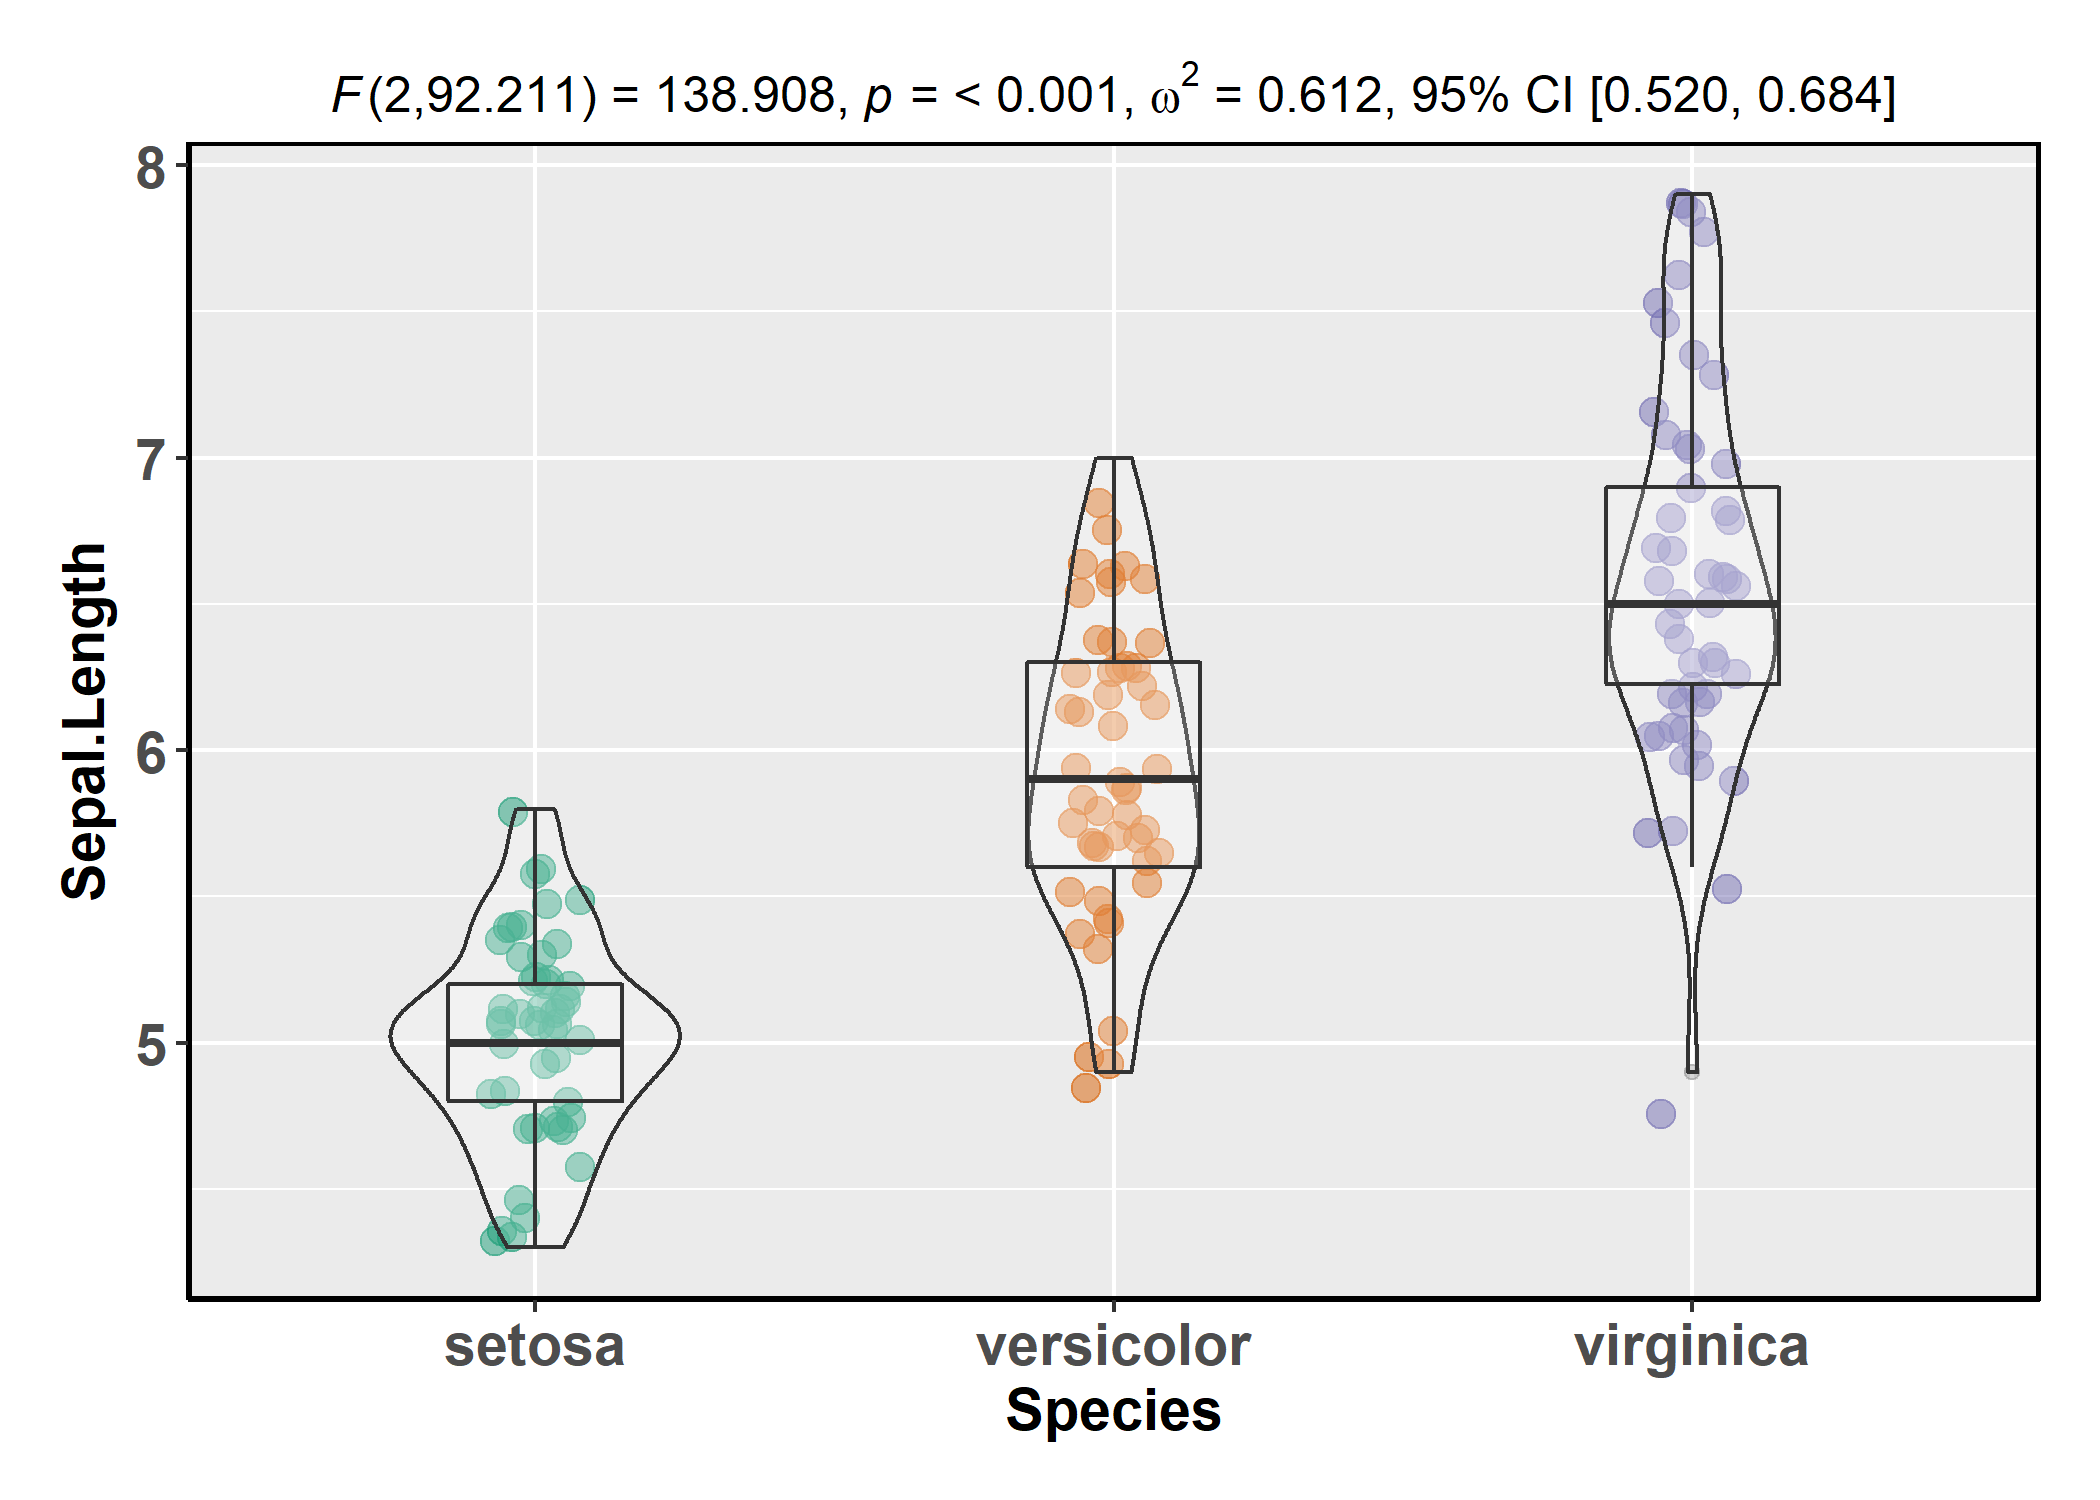 F(2,92.211) = 138.908, p = < 0.001, ω² = 0.612, 95% CI [0.520, 0.684]
8
7
6
5
Sepal.Length
setosa versicolor virginica
Species